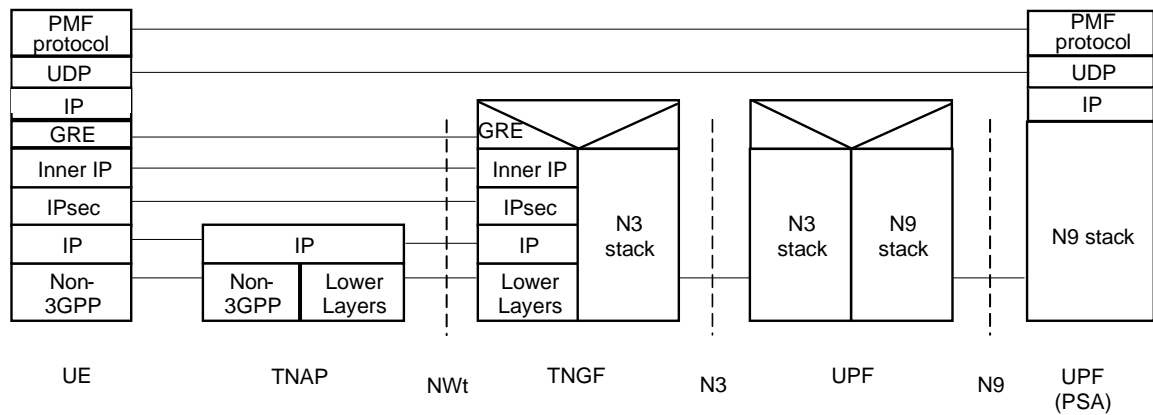 PMF
protocol
UDP
IP
GRE
Inner IP
IPsec
IP
Non-
3GPP
UE
IP
Non-
3GPP
Lower
Layers
TNAP
NWt
GRE
Inner IP
IPsec
IP
Lower
Layers
N3
stack
TNGF
N3
N3
stack
N9
stack
UPF
N9
PMF
protocol
UDP
IP
N9 stack
UPF
(PSA)